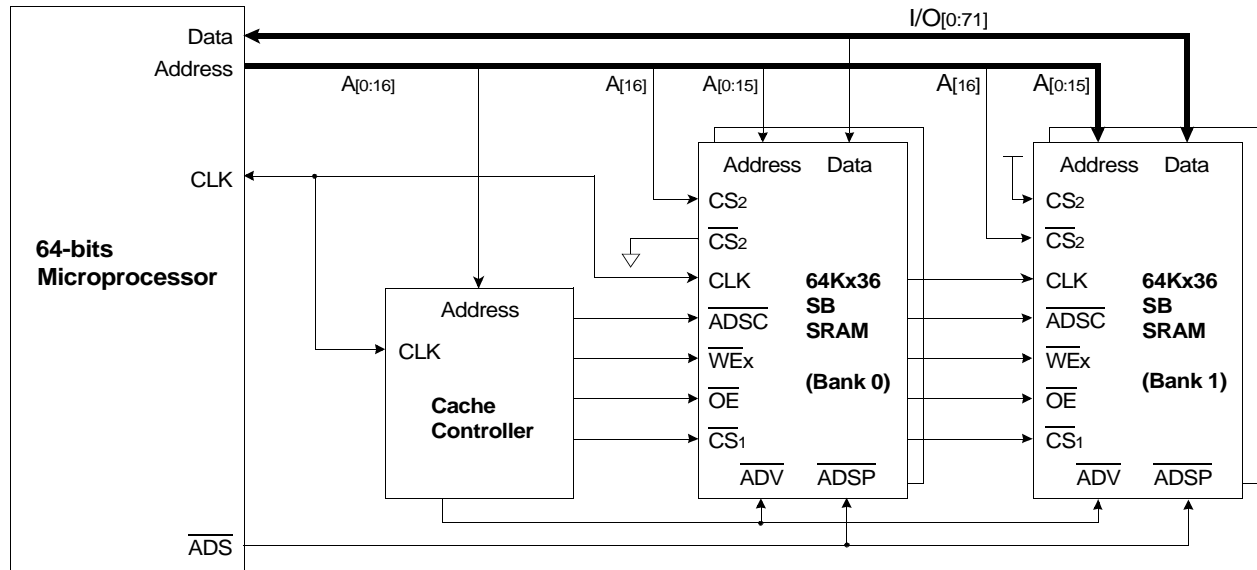 I/O[0:71]
Data
Address
A[0:16]
A[16]
A[0:15]
A[16]
A[0:15]
CLK
64-bits
Microprocessor
ADS
Address
CLK
Cache
Controller
Address Data
CS2
CS2
CLK
ADSC
WEx
OE
CS1
ADV ADSP
64Kx36
SB
SRAM
(Bank 0)
Address Data
CS2
CS2
CLK
ADSC
WEx
OE
CS1
ADV ADSP
64Kx36
SB
SRAM
(Bank 1)